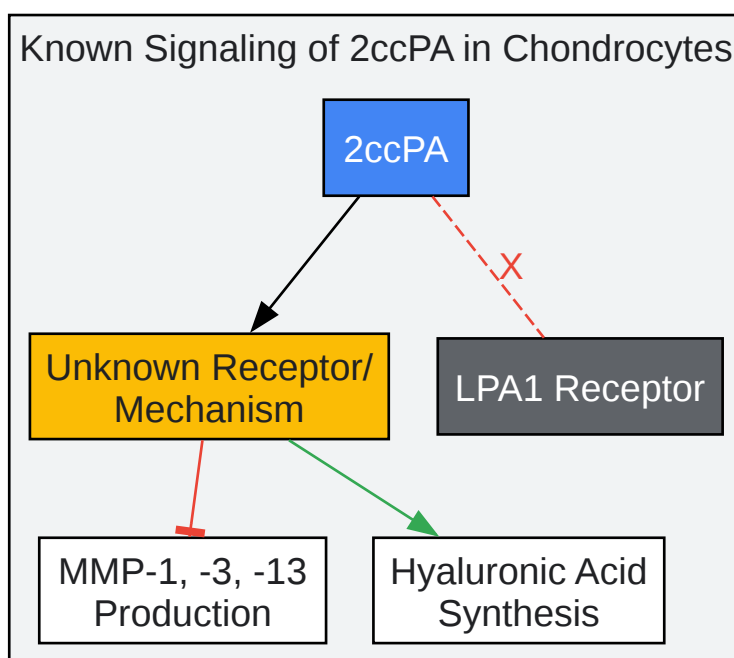 Known Signaling of 2ccPA in Chondrocytes
2ccPA
X
Unknown Receptor/
Mechanism
LPA1 Receptor
MMP-1, -3, -13
Production
Hyaluronic Acid
Synthesis